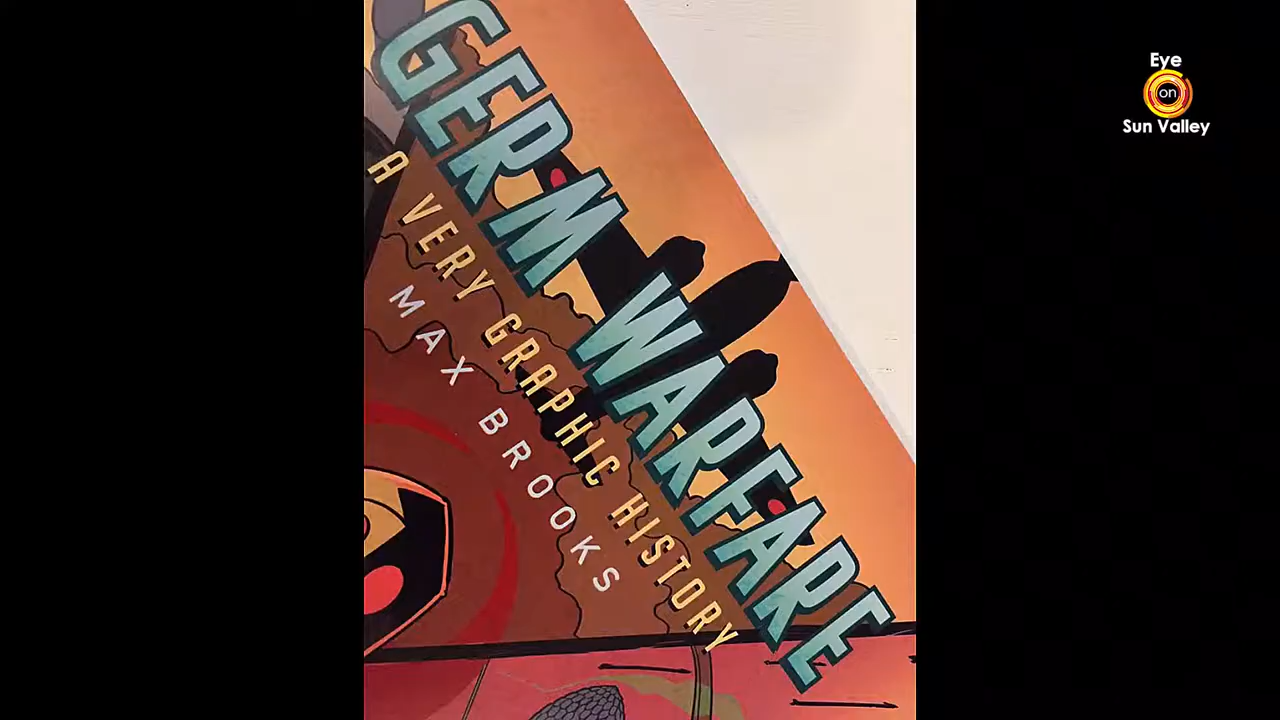 GERM WARFARE
A VERY GRAPHIC HISTORY
MAX BROOKS
Eye
on
Sun Valley